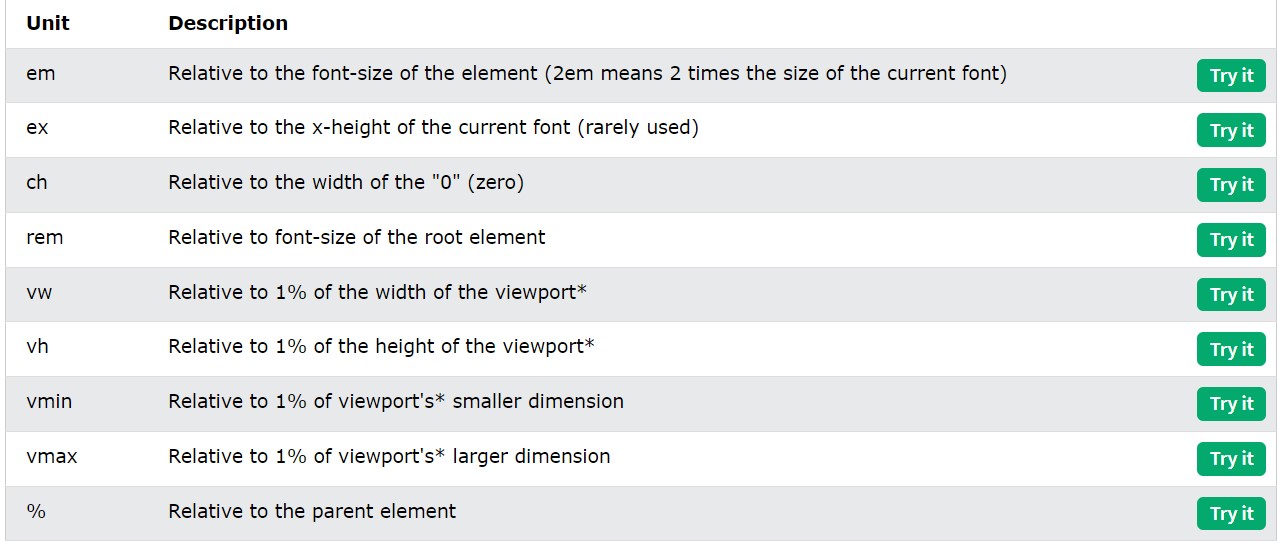 Unit Description
em Relative to the font-size of the element (2em means 2 times the size of the current font) Try it
ex Relative to the x-height of the current font (rarely used) Try it
ch Relative to the width of the "0" (zero) Try it
rem Relative to font-size of the root element Try it
vw Relative to 1% of the width of the viewport* Try it
vh Relative to 1% of the height of the viewport* Try it
vmin Relative to 1% of viewport's* smaller dimension Try it
vmax Relative to 1% of viewport's* larger dimension Try it
% Relative to the parent element Try it